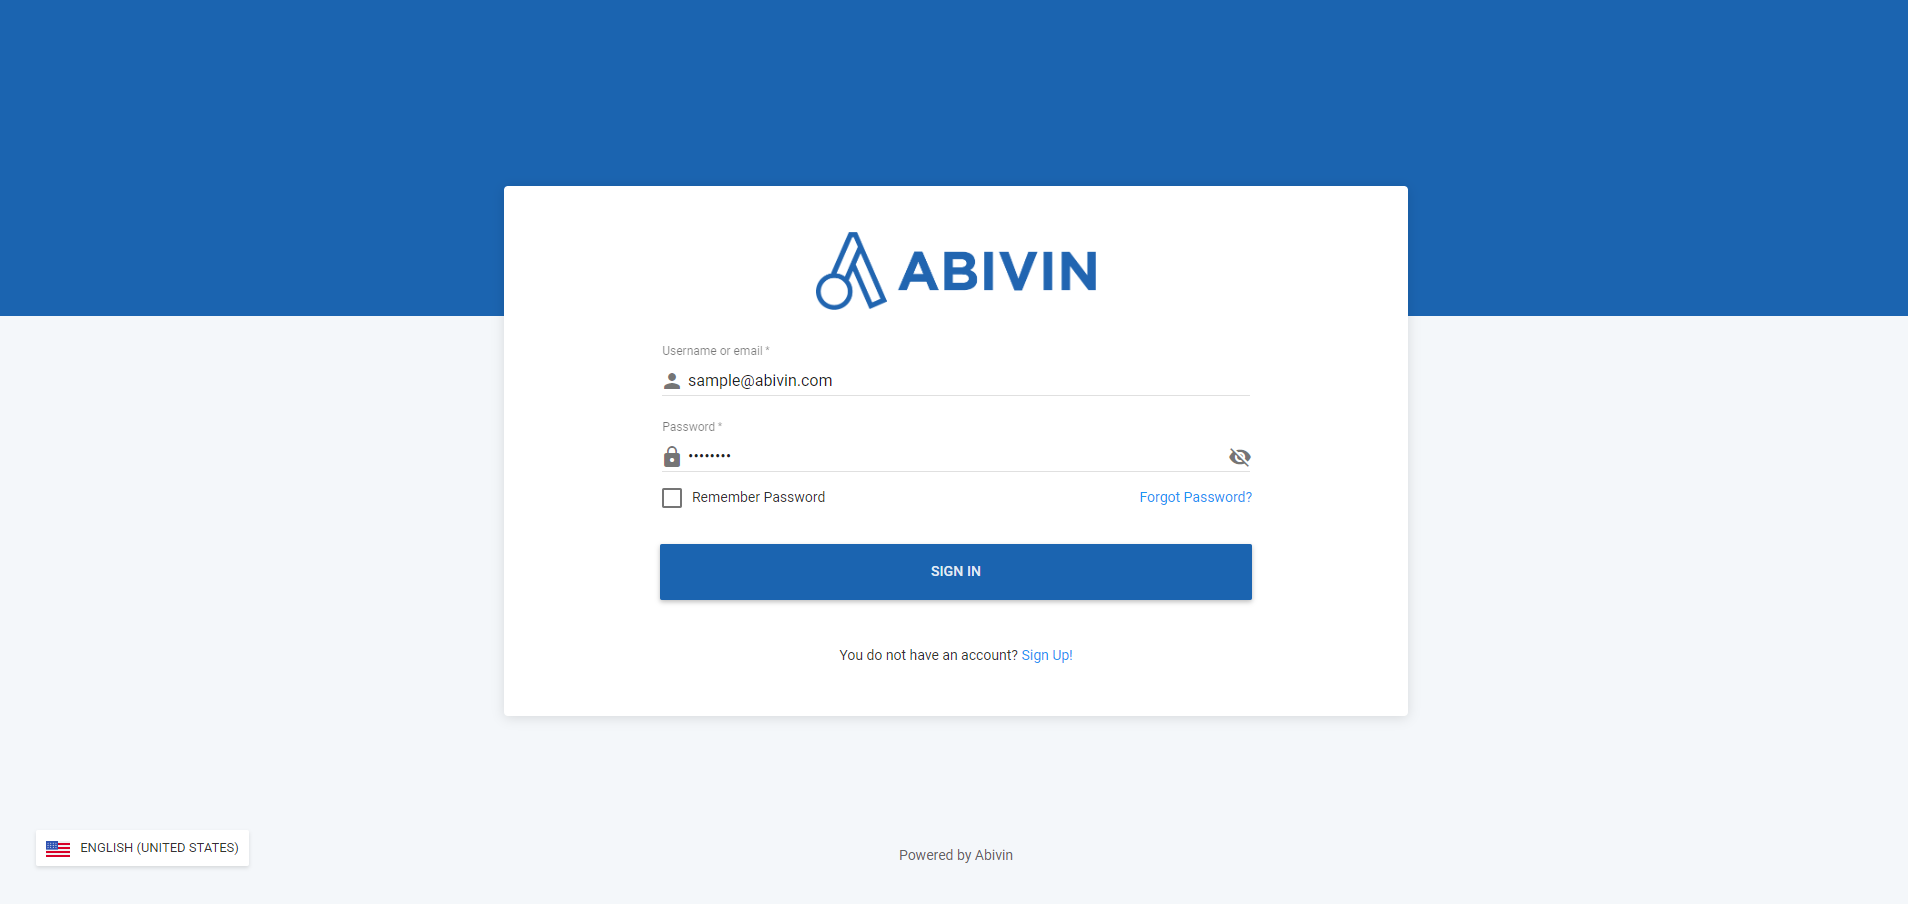 ABIVIN
Username or email *
sample@abivin.com
Password *
••••••••
Remember Password
Forgot Password?
SIGN IN
You do not have an account? Sign Up!
ENGLISH (UNITED STATES)
Powered by Abivin